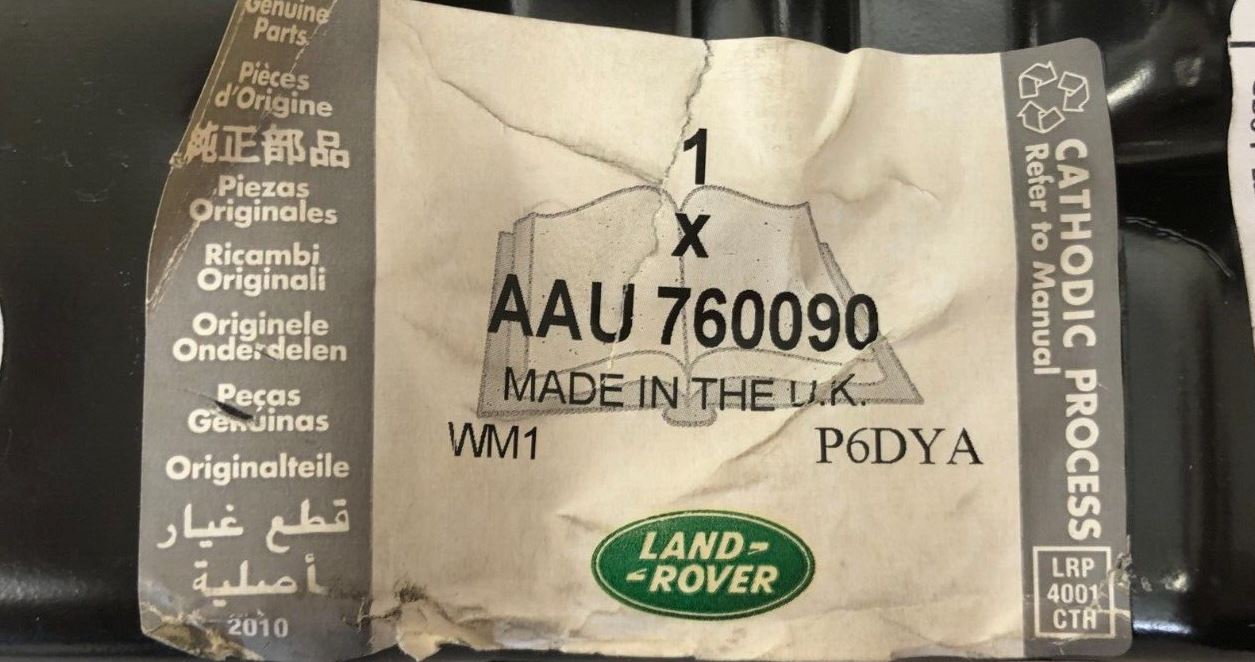 Genuine
Parts
Pièces
d'Origine
純正部品
Piezas
Originales
Ricambi
Originali
Originele
Onderdelen
Peças
Genuinas
Originalteile
قطع غيار
أصلية
2010
1
x
AAU 760090
MADE IN THE U.K.
WM1
P6DYA
LAND-
-ROVER
CATHODIC PROCESS
Refer to Manual
LRP
4001
CTA